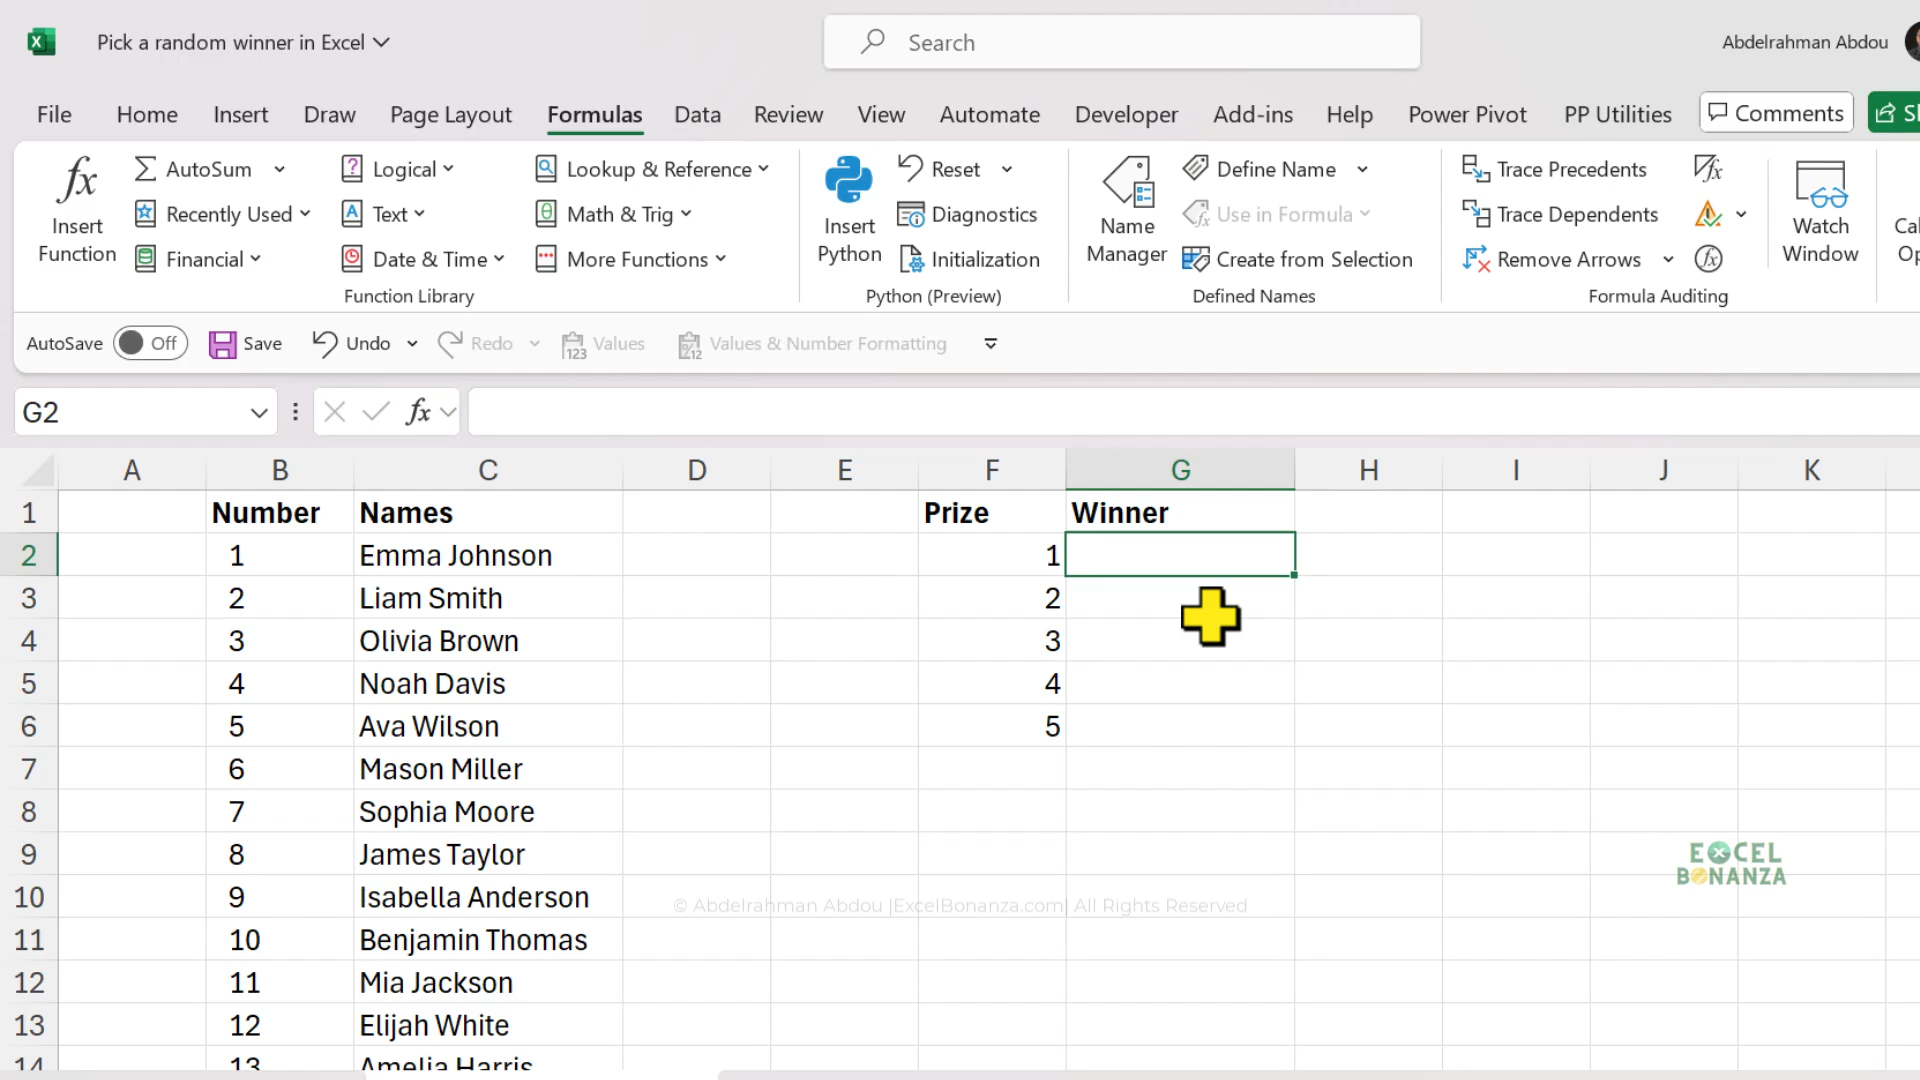 Pick a random winner in Excel
Search
Abdelrahman Abdou
File Home Insert Draw Page Layout Formulas Data Review View Automate Developer Add-ins Help Power Pivot PP Utilities Comments
fx Insert Function
AutoSum
Recently Used
Financial
Logical
Text
Date & Time
Lookup & Reference
Math & Trig
More Functions
Function Library
Insert Python
Reset
Diagnostics
Initialization
Python (Preview)
Name Manager
Define Name
Use in Formula
Create from Selection
Defined Names
Trace Precedents
Trace Dependents
Remove Arrows
Formula Auditing
Watch Window
AutoSave Off Save Undo Redo Values Values & Number Formatting
G2 fx
A B C D E F G H I J K
1 Number Names Prize Winner
2 1 Emma Johnson 1
3 2 Liam Smith 2
4 3 Olivia Brown 3
5 4 Noah Davis 4
6 5 Ava Wilson 5
7 6 Mason Miller
8 7 Sophia Moore
9 8 James Taylor
EXCEL
BONANZA
10 9 Isabella Anderson
© Abdelrahman Abdou |ExcelBonanza.com| All Rights Reserved
11 10 Benjamin Thomas
12 11 Mia Jackson
13 12 Elijah White
14 13 Amelia Harris